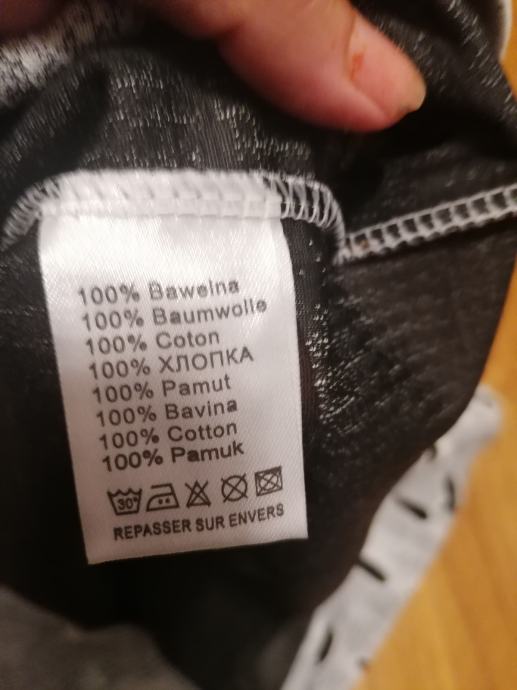 100% Bawełna
100% Baumwolle
100% Coton
100% ХЛОПКА
100% Pamut
100% Bavlna
100% Cotton
100% Pamuk
30°
REPASSER SUR ENVERS